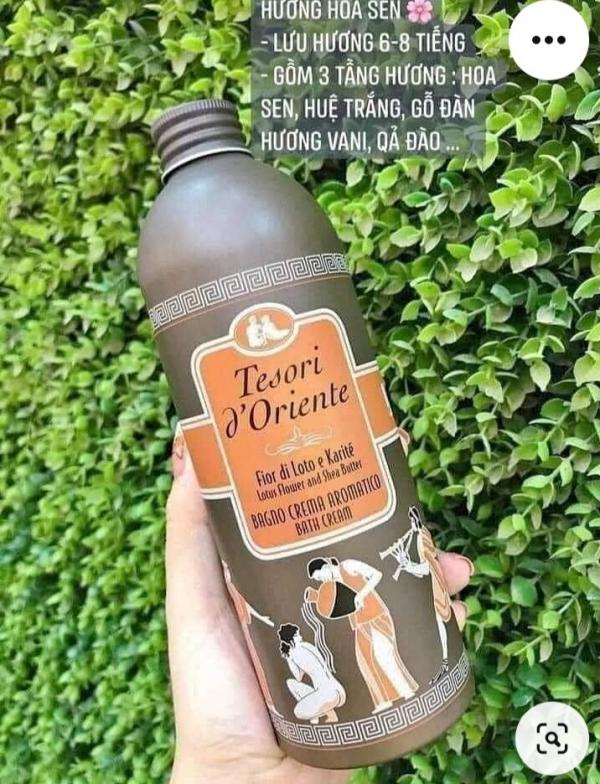 HƯƠNG HOA SEN 🌸
- LƯU HƯƠNG 6-8 TIẾNG
- GỒM 3 TẦNG HƯƠNG : HOA
SEN, HUỆ TRẮNG, GỖ ĐÀN
HƯƠNG VANI, QẢ ĐÀO ...
Tesori
d'Oriente
Fior di Loto e Karité
Lotus Flower and Shea Butter
BAGNO CREMA AROMATICO
BATH CREAM